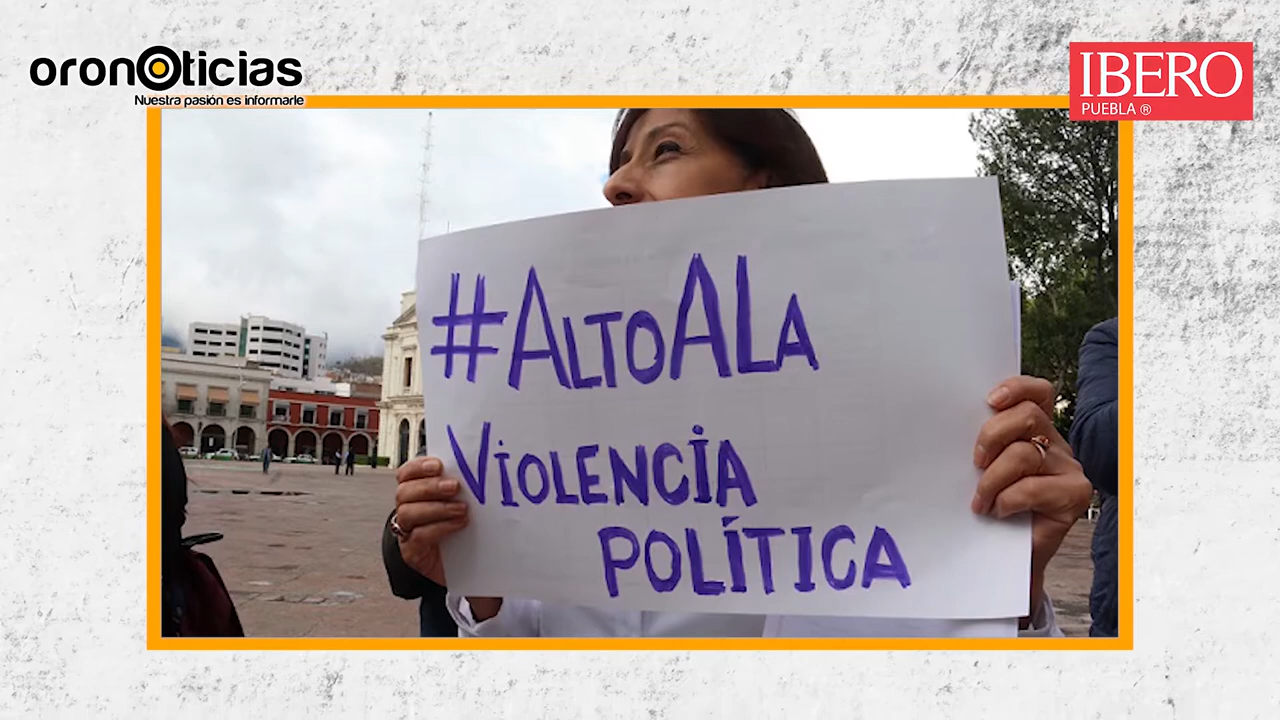 oronoticias
Nuestra pasión es informarle
IBERO
PUEBLA ®
#ALTOALA
VIOLENCIA
POLÍTICA